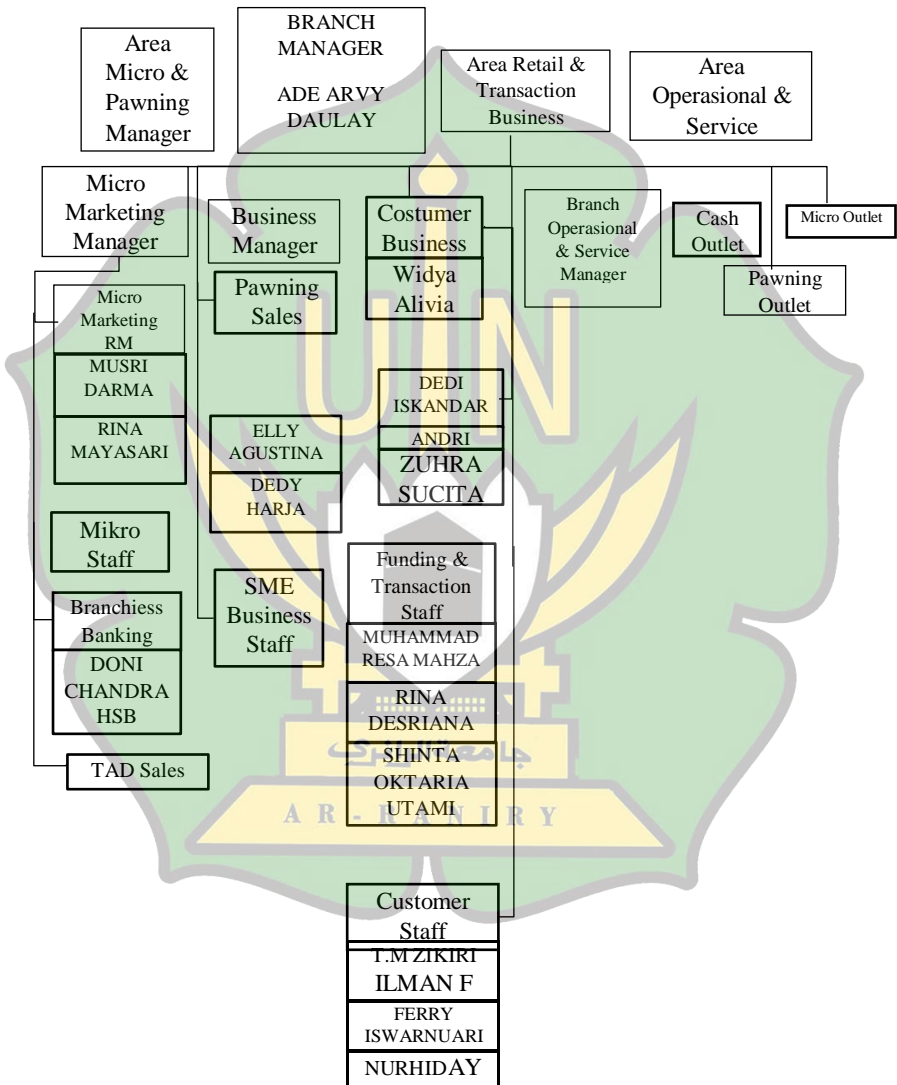 Area
Micro &
Pawning
Manager
BRANCH
MANAGER
ADE ARVY
DAULAY
Area Retail &
Transaction
Business
Area
Operasional &
Service
Micro
Marketing
Manager
Business
Manager
Costumer
Business
Widya
Alivia
Branch
Operasional
& Service
Manager
Cash
Outlet
Micro Outlet
Pawning
Outlet
Micro
Marketing
RM
MUSRI
DARMA
RINA
MAYASARI
Pawning
Sales
ELLY
AGUSTINA
DEDY
HARJA
DEDI
ISKANDAR
ANDRI
ZUHRA
SUCITA
Mikro
Staff
Branchiess
Banking
DONI
CHANDRA
HSB
TAD Sales
SME
Business
Staff
Funding &
Transaction
Staff
MUHAMMAD
RESA MAHZA
RINA
DESRIANA
SHINTA
OKTARIA
UTAMI
Customer
Staff
T.M ZIKIRI
ILMAN F
FERRY
ISWARNUARI
NURHIDAY
UIN
جامعة الرانري
AR-RANIRY